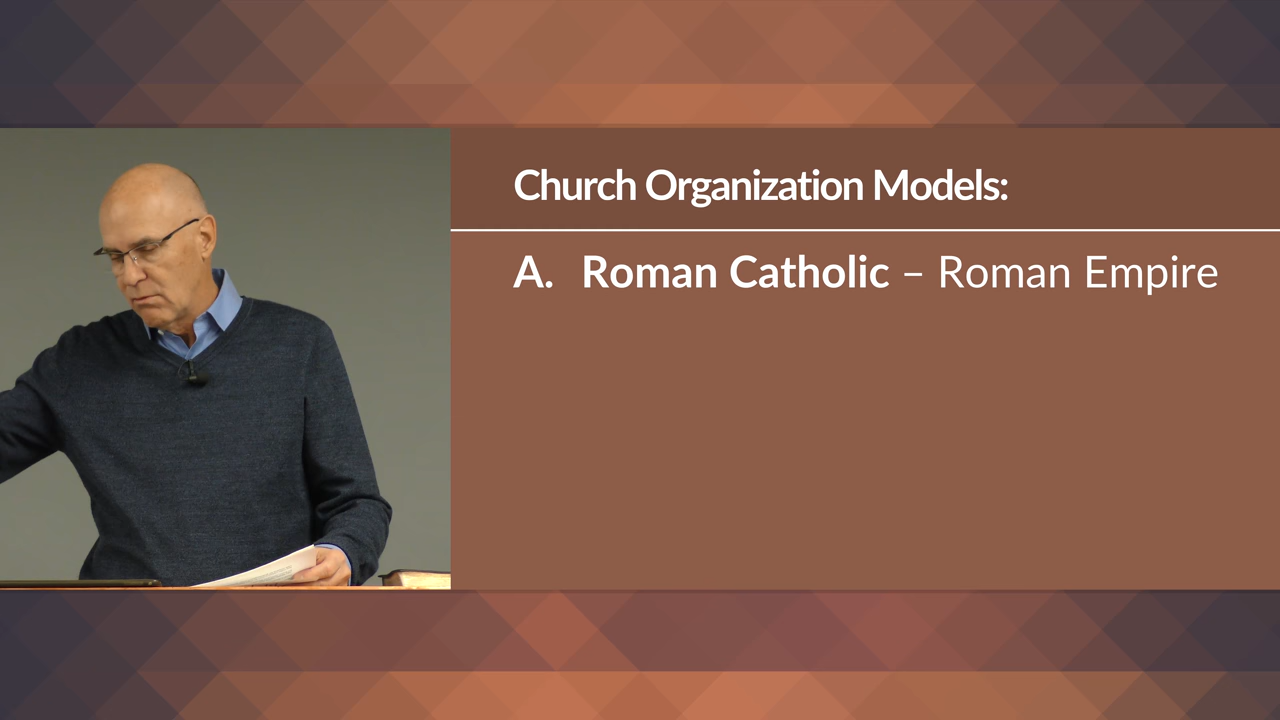 Church Organization Models:
A. Roman Catholic – Roman Empire